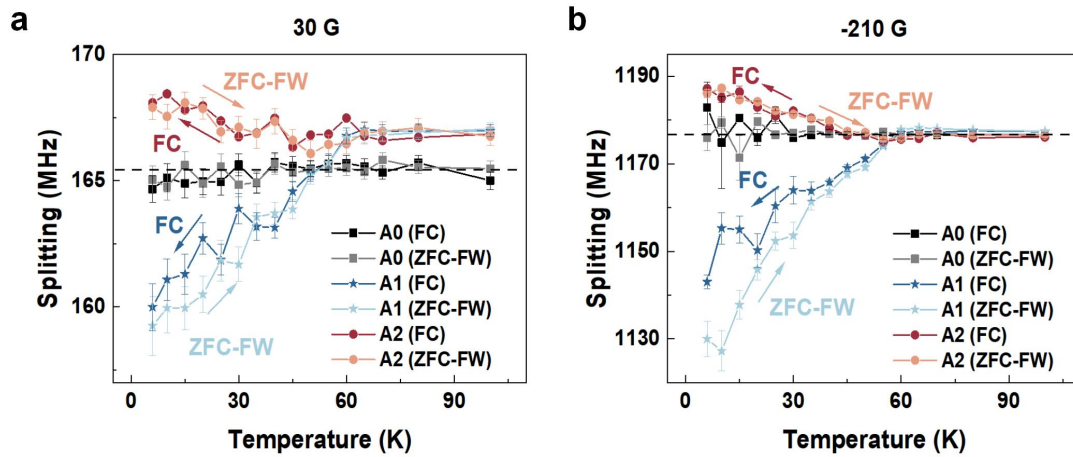 a
30 G
170
165
160
Splitting (MHz)
ZFC-FW
FC
FC
ZFC-FW
A0 (FC)
A0 (ZFC-FW)
A1 (FC)
A1 (ZFC-FW)
A2 (FC)
A2 (ZFC-FW)
0
30
60
90
Temperature (K)
b
-210 G
1190
1170
1150
1130
Splitting (MHz)
FC
ZFC-FW
FC
ZFC-FW
A0 (FC)
A0 (ZFC-FW)
A1 (FC)
A1 (ZFC-FW)
A2 (FC)
A2 (ZFC-FW)
0
30
60
90
Temperature (K)